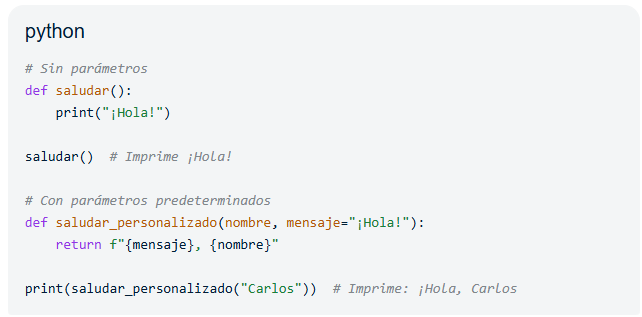 python
# Sin parámetros
def saludar():
    print("¡Hola!")
saludar()  # Imprime ¡Hola!
# Con parámetros predeterminados
def saludar_personalizado(nombre, mensaje="¡Hola!"):
    return f"{mensaje}, {nombre}"
print(saludar_personalizado("Carlos"))  # Imprime: ¡Hola, Carlos